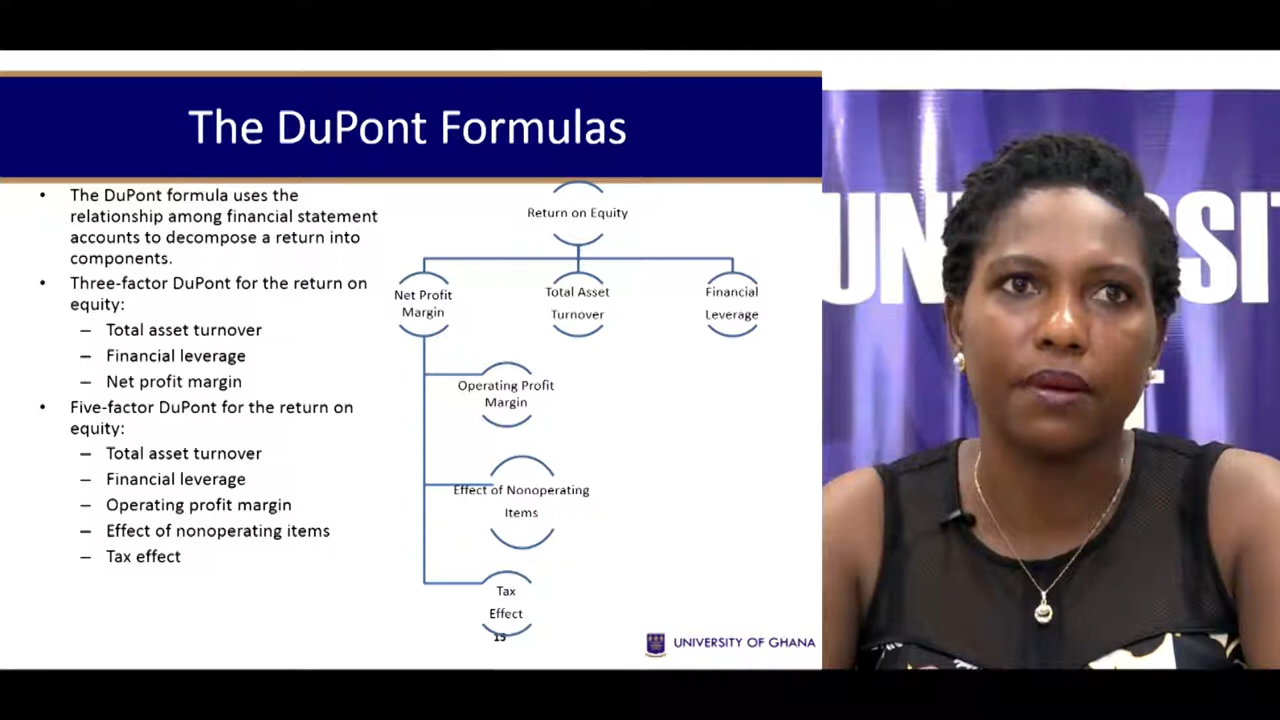 The DuPont Formulas
• The DuPont formula uses the
relationship among financial statement
accounts to decompose a return into
components.
• Three-factor DuPont for the return on
equity:
– Total asset turnover
– Financial leverage
– Net profit margin
• Five-factor DuPont for the return on
equity:
– Total asset turnover
– Financial leverage
– Operating profit margin
– Effect of nonoperating items
– Tax effect
Return on Equity
Net Profit
Margin
Total Asset
Turnover
Financial
Leverage
Operating Profit
Margin
Effect of Nonoperating
Items
Tax
Effect
UNIVERSITY OF GHANA